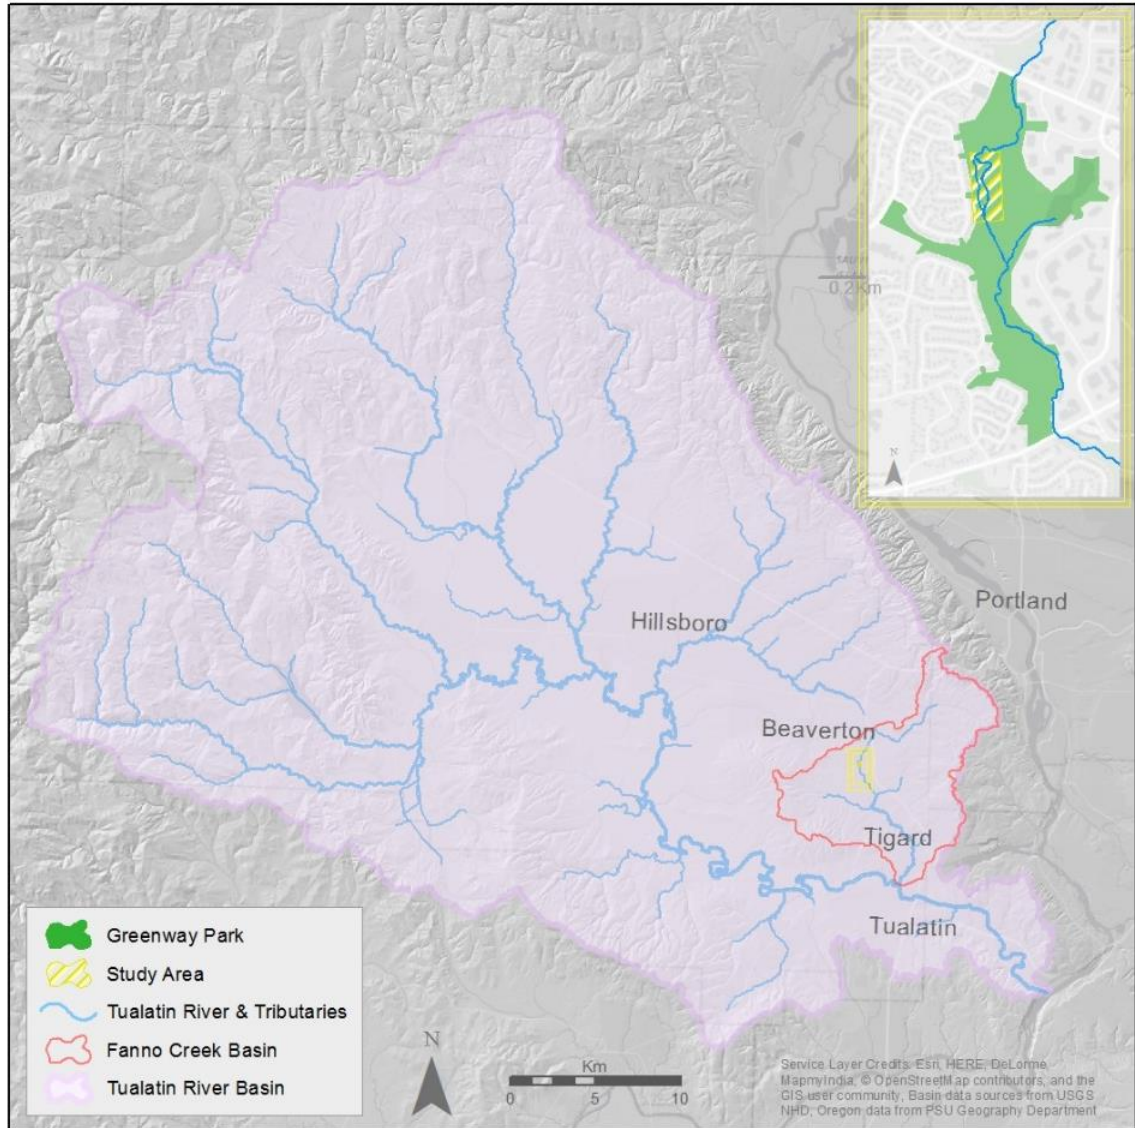 N
0.2 Km
Portland
Hillsboro
Beaverton
Tigard
Tualatin
Greenway Park
Study Area
Tualatin River & Tributaries
Fanno Creek Basin
Tualatin River Basin
N
Km
0 5 10
Service Layer Credits: Esri, HERE, DeLorme,
MapmyIndia, © OpenStreetMap contributors, and the
GIS user community, Basin data sources from USGS
NHD, Oregon data from PSU Geography Department